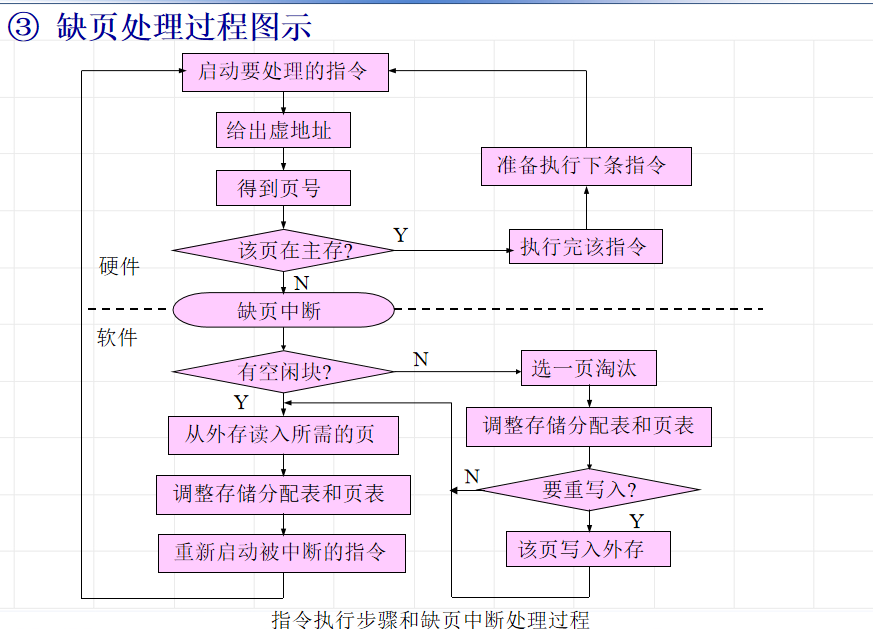 ③ 缺页处理过程图示
启动要处理的指令
给出虚地址
准备执行下条指令
得到页号
该页在主存?
Y
执行完该指令
硬件
N
缺页中断
软件
有空闲块?
N
选一页淘汰
Y
从外存读入所需的页
调整存储分配表和页表
调整存储分配表和页表
N
要重写入?
Y
重新启动被中断的指令
该页写入外存
指令执行步骤和缺页中断处理过程